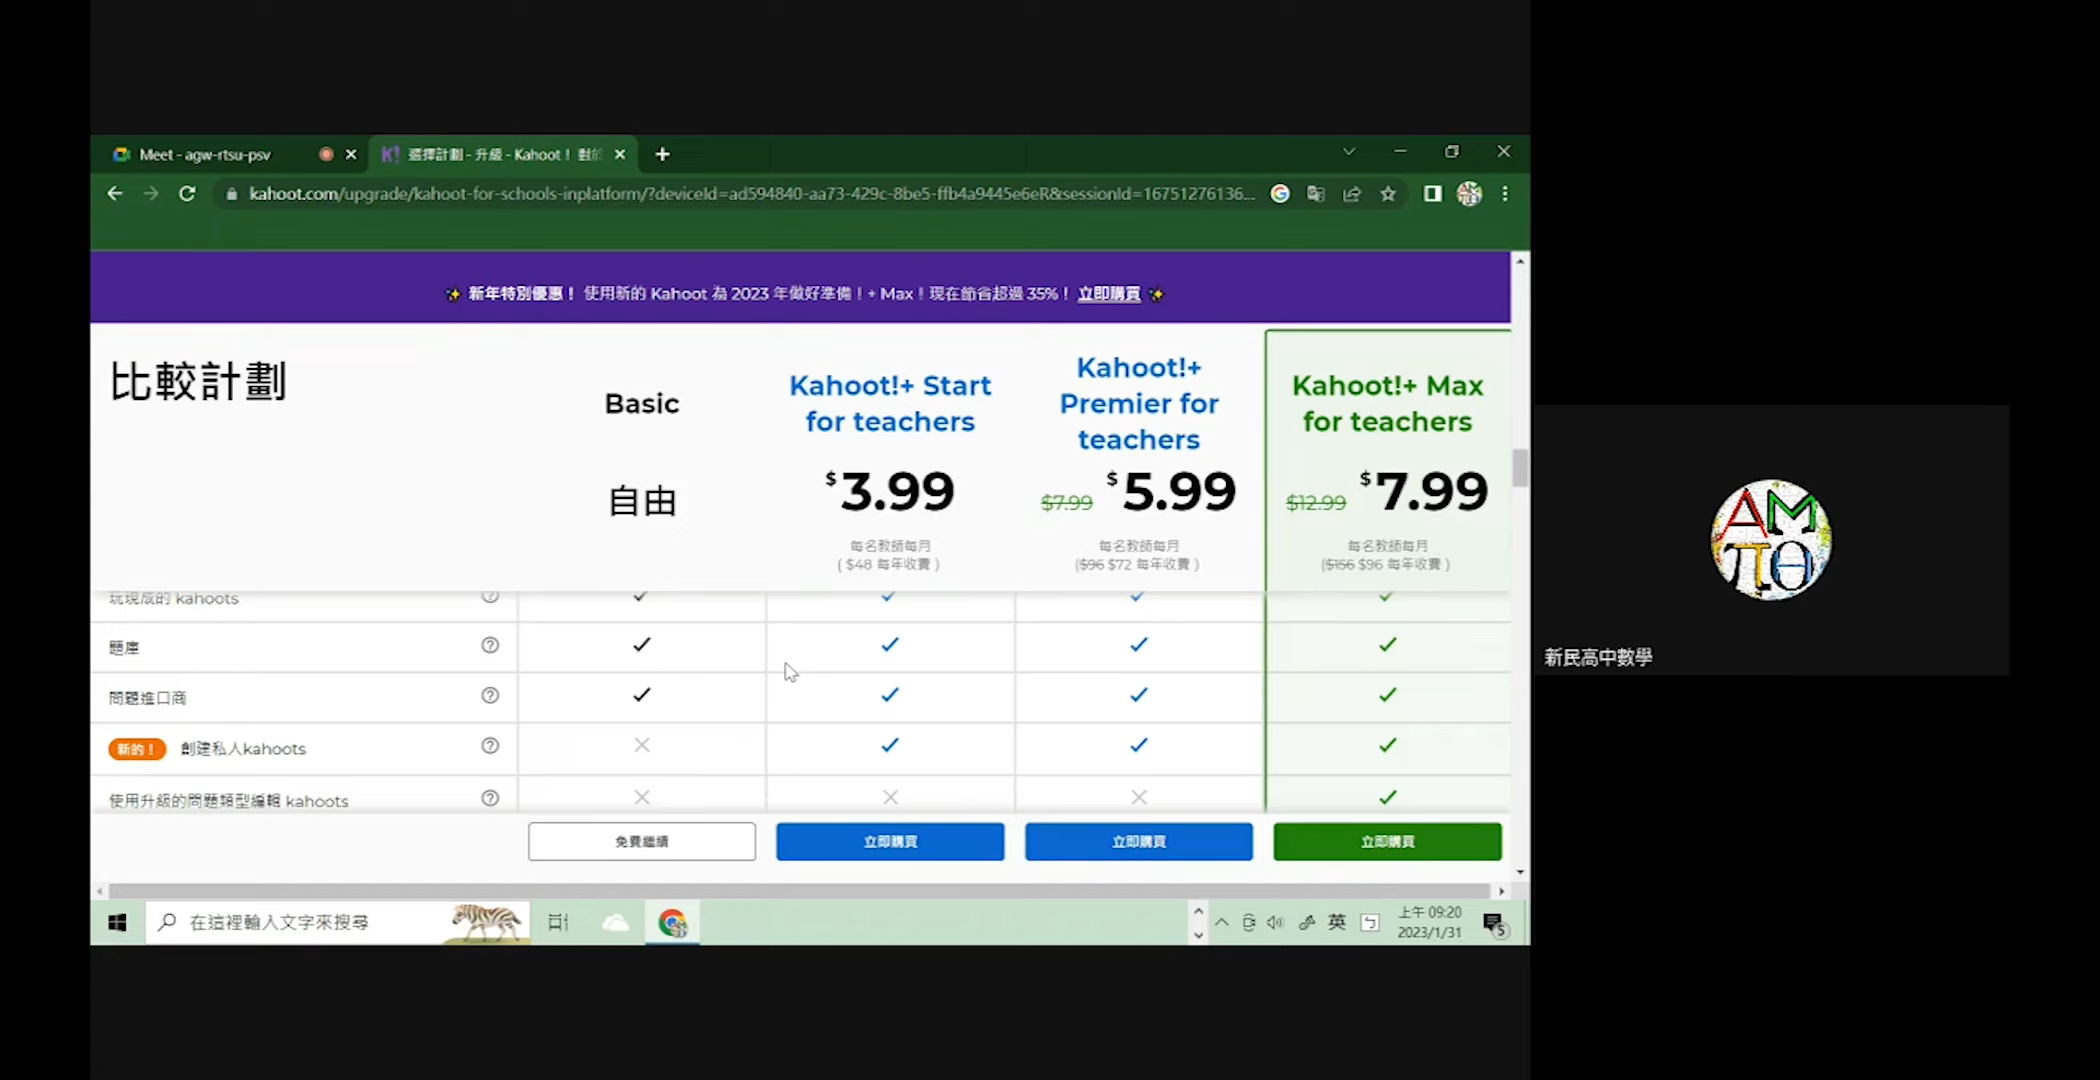 Meet - agw-rtsu-psv
選擇計劃 - 升級 - Kahoot！對於
kahoot.com/upgrade/kahoot-for-schools-inplatform/?deviceId=ad594840-aa73-429c-8be5-ffb4a9445e6eR&sessionId=16751276136...
新年特別優惠！ 使用新的 Kahoot 為 2023 年做好準備！+ Max！現在節省超過 35%！ 立即購買
比較計劃
Basic
自由
Kahoot!+ Start
for teachers
$3.99
每名教師每月
( $48 每年收費 )
Kahoot!+
Premier for
teachers
$7.99 $5.99
每名教師每月
($96 $72 每年收費 )
Kahoot!+ Max
for teachers
$12.99 $7.99
每名教師每月
($156 $96 每年收費 )
玩現成的 kahoots
題庫
問題進口商
新的！ 創建私人kahoots
使用升級的問題類型編輯 kahoots
免費繼續
立即購買
立即購買
立即購買
在這裡輸入文字來搜尋
英
ㄅ
上午 09:20
2023/1/31
5
AM
πθ
新民高中數學